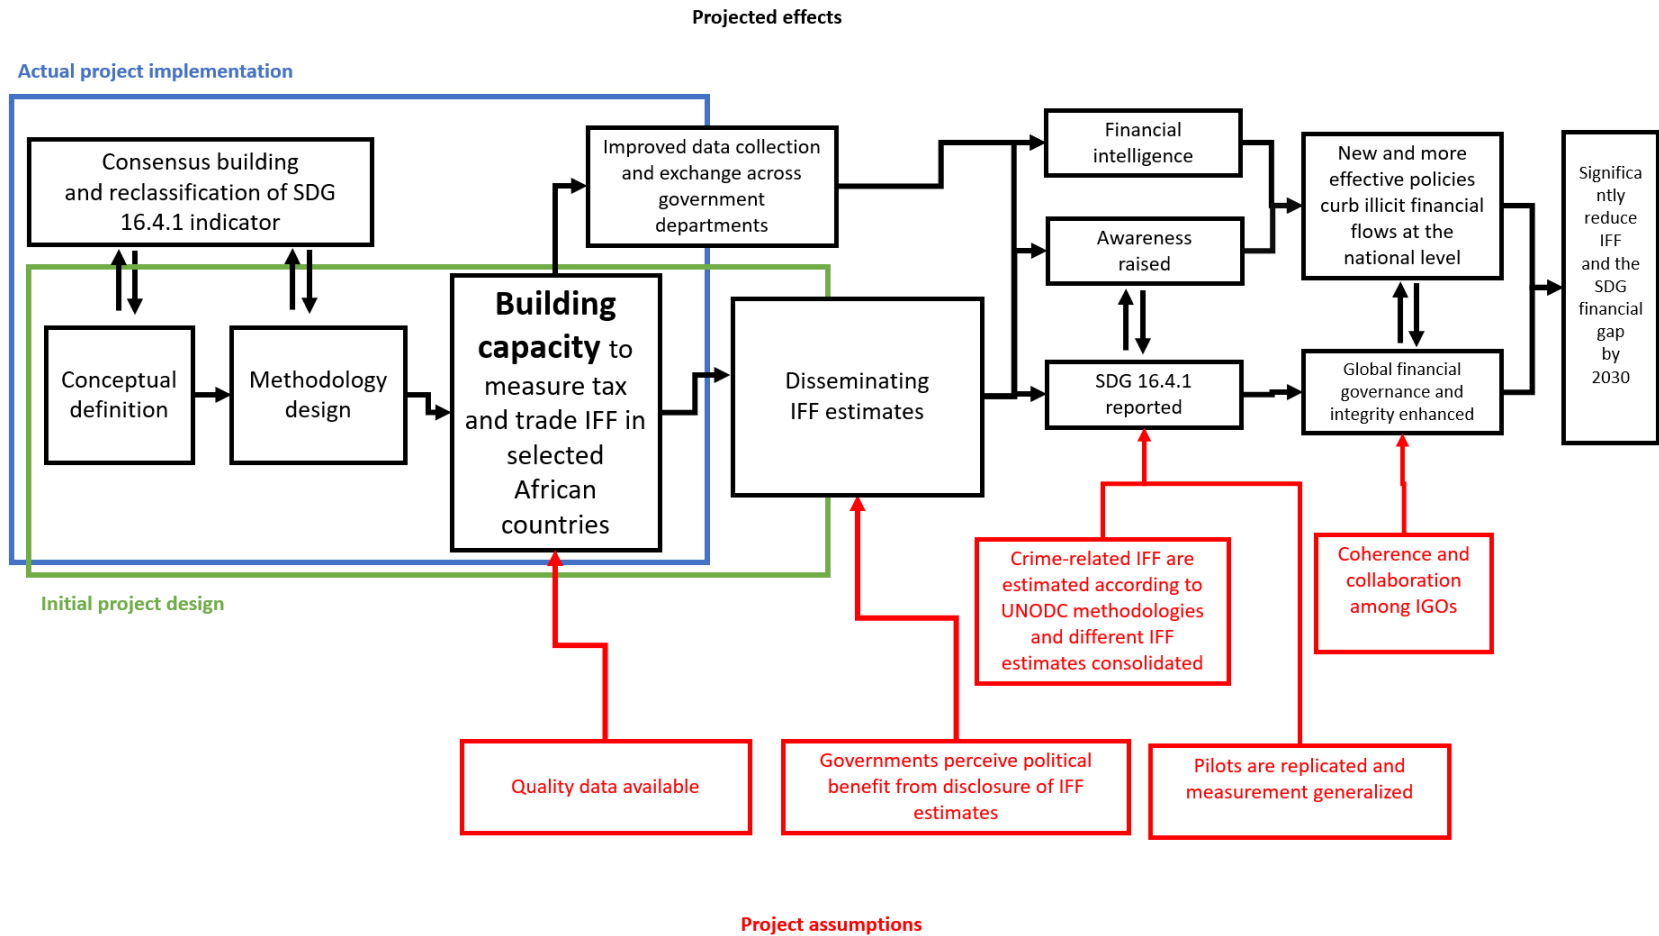 Projected effects
Actual project implementation
Consensus building
and reclassification of SDG
16.4.1 indicator
Improved data collection
and exchange across
government
departments
Financial
intelligence
New and more
effective policies
curb illicit financial
flows at the
national level
Significa
ntly
reduce
IFF
and the
SDG
financial
gap
by
2030
Awareness
raised
Conceptual
definition
Methodology
design
Building
capacity to
measure tax
and trade IFF in
selected
African
countries
Disseminating
IFF estimates
SDG 16.4.1
reported
Global financial
governance and
integrity enhanced
Initial project design
Crime-related IFF are
estimated according to
UNODC methodologies
and different IFF
estimates consolidated
Coherence and
collaboration
among IGOs
Quality data available
Governments perceive political
benefit from disclosure of IFF
estimates
Pilots are replicated and
measurement generalized
Project assumptions